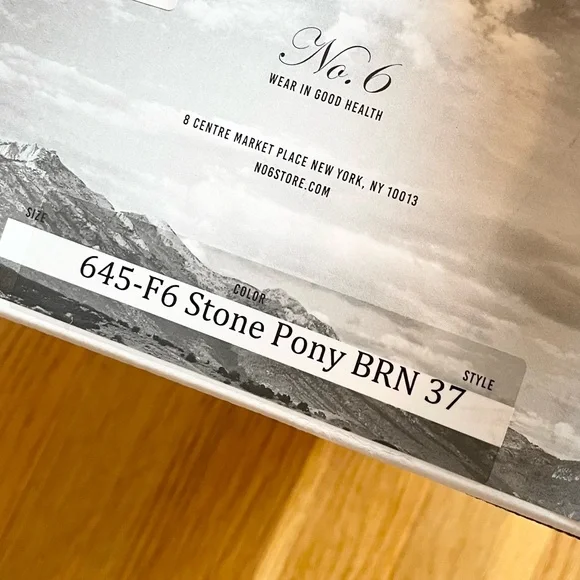 No. 6
WEAR IN GOOD HEALTH
8 CENTRE MARKET PLACE NEW YORK, NY 10013
NO6STORE.COM
SIZE
COLOR
STYLE
645-F6 Stone Pony BRN 37